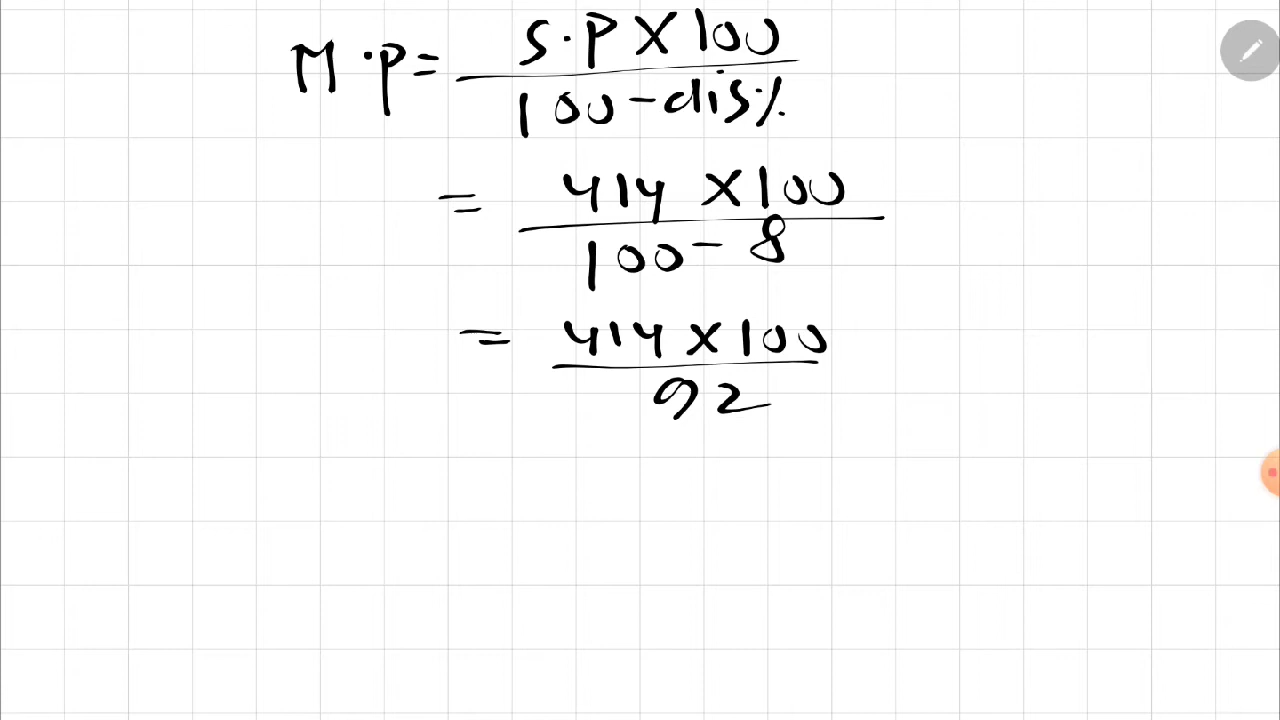 M.P = S.P X 100 / 100 - dis%
= 414 X 100 / 100 - 8
= 414 X 100 / 92